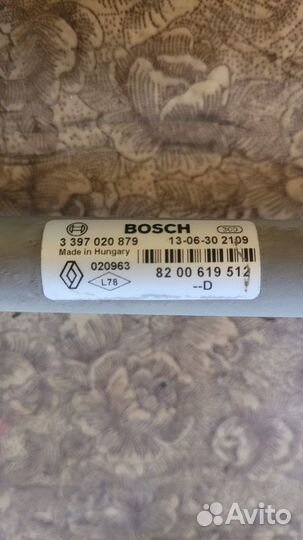 BOSCH 3C0
3 397 020 879 13-06-30 2109
Made in Hungary
020963
L78
82 00 619 512
--D
Avito